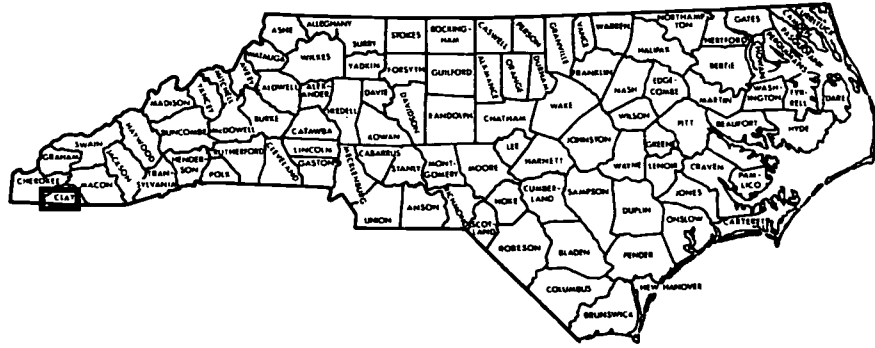 ASHE
ALLEGHANY
SURRY
STOKES
ROCKING-
HAM
CASWELL
PERSON
GRANVILLE
VANCE
WARREN
NORTHAMP
TON
GATES
HERTFORD
HALIFAX
BERTIE
WATAUGA
WILKES
YADKIN
FORSYTH
GUILFORD
ALAMANCE
ORANGE
DURHAM
FRANKLIN
NASH
EDGE-
COMBE
MARTIN
WASH-
INGTON
TYR-
RELL
DARE
MADISON
YANCEY
MITCHELL
AVERY
CALDWELL
ALEX-
ANDER
IREDELL
DAVIE
DAVIDSON
RANDOLPH
CHATHAM
WAKE
WILSON
PITT
BEAUFORT
HYDE
SWAIN
HAYWOOD
BUNCOMBE
McDOWELL
BURKE
CATAWBA
ROWAN
LEE
JOHNSTON
GREENE
GRAHAM
JACKSON
HENDER-
SON
RUTHERFORD
CLEVELAND
LINCOLN
GASTON
MECKLENBURG
CABARRUS
STANLY
MONT-
GOMERY
MOORE
HARNETT
WAYNE
LENOIR
CRAVEN
PAM-
LICO
CHEROKEE
CLAY
MACON
TRAN-
SYLVANIA
POLK
UNION
ANSON
RICHMOND
SCOT-
LAND
HOKE
CUMBER-
LAND
SAMPSON
DUPLIN
JONES
ONSLOW
CARTERET
ROBESON
BLADEN
PENDER
COLUMBUS
NEW HANOVER
BRUNSWICK